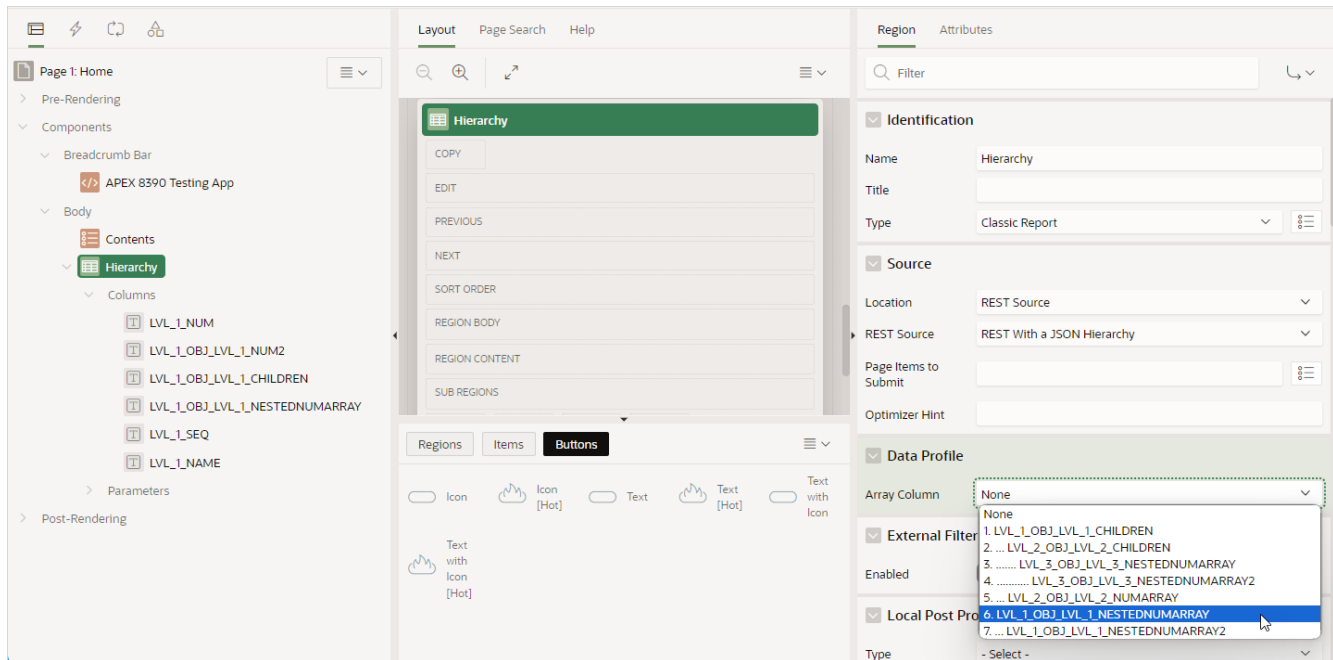 Page 1: Home
Pre-Rendering
Components
Breadcrumb Bar
</> APEX 8390 Testing App
Body
Contents
Hierarchy
Columns
LVL_1_NUM
LVL_1_OBJ_LVL_1_NUM2
LVL_1_OBJ_LVL_1_CHILDREN
LVL_1_OBJ_LVL_1_NESTEDNUMARRAY
LVL_1_SEQ
LVL_1_NAME
Parameters
Post-Rendering
Layout Page Search Help
Hierarchy
COPY
EDIT
PREVIOUS
NEXT
SORT ORDER
REGION BODY
REGION CONTENT
SUB REGIONS
Regions Items Buttons
Icon
Icon
[Hot]
Text
Text
[Hot]
Text
with
Icon
Text
with
Icon
[Hot]
Region Attributes
Filter
Identification
Name Hierarchy
Title
Type Classic Report
Source
Location REST Source
REST Source REST With a JSON Hierarchy
Page Items to
Submit
Optimizer Hint
Data Profile
Array Column None
None
1. LVL_1_OBJ_LVL_1_CHILDREN
2. ... LVL_2_OBJ_LVL_2_CHILDREN
3. ....... LVL_3_OBJ_LVL_3_NESTEDNUMARRAY
4. ........... LVL_3_OBJ_LVL_3_NESTEDNUMARRAY2
5. ... LVL_2_OBJ_LVL_2_NUMARRAY
6. LVL_1_OBJ_LVL_1_NESTEDNUMARRAY
7. ... LVL_1_OBJ_LVL_1_NESTEDNUMARRAY2
External Filter
Enabled
Local Post Pro
Type - Select -